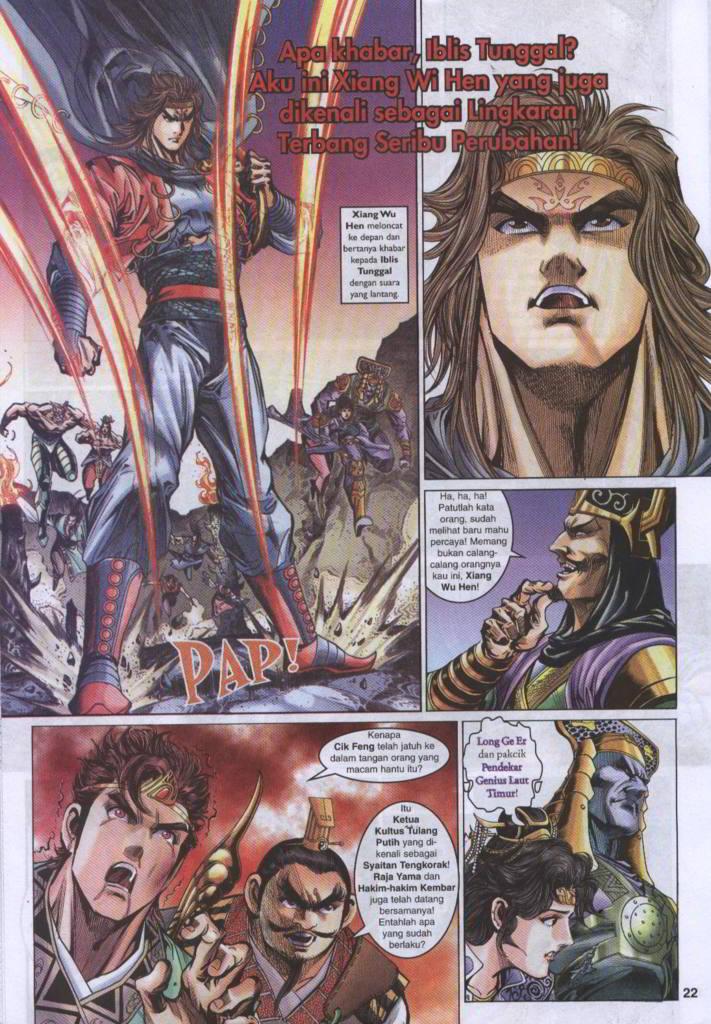 Apa khabar, Iblis Tunggal?
Aku ini Xiang Wi Hen yang juga
dikenali sebagai Lingkaran
Terbang Seribu Perubahan!
Xiang Wu
Hen meloncat
ke depan dan
bertanya khabar
kepada Iblis
Tunggal
dengan suara
yang lantang.
PAP!
Ha, ha, ha!
Patutlah kata
orang, sudah
melihat baru mahu
percaya! Memang
bukan calang-
calang orangnya
kau ini, Xiang
Wu Hen!
Kenapa
Cik Feng telah jatuh ke
dalam tangan orang yang
macam hantu itu?
Itu
Ketua
Kultus Tulang
Putih yang di-
kenali sebagai
Syaitan Tengkorak!
Raja Yama dan
Hakim-hakim Kembar
juga telah datang
bersamanya!
Entahlah apa
yang sudah
berlaku?
Long Ge Er
dan pakcik
Pendekar
Genius Laut
Timur!
22